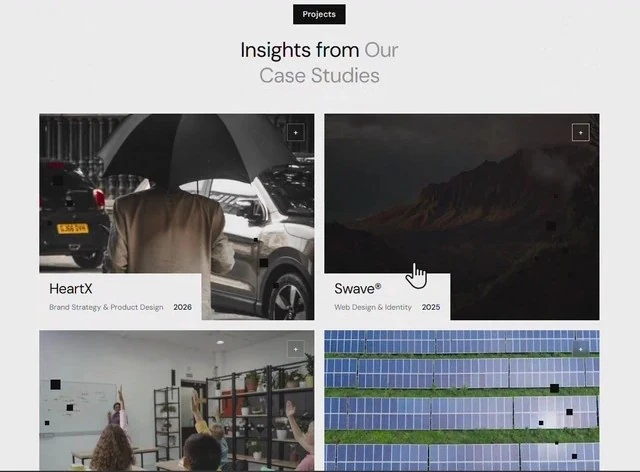 Projects
Insights from Our
Case Studies
HeartX
Brand Strategy & Product Design 2026
Swave®
Web Design & Identity 2025